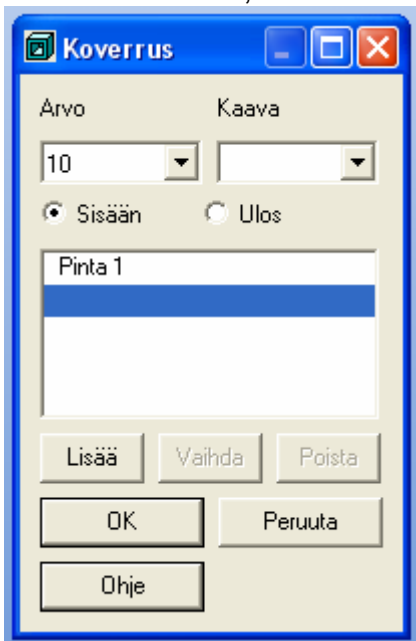 Koverrus
Arvo Kaava
10
Sisään Ulos
Pinta 1
Lisää Vaihda Poista
OK Peruuta
Ohje